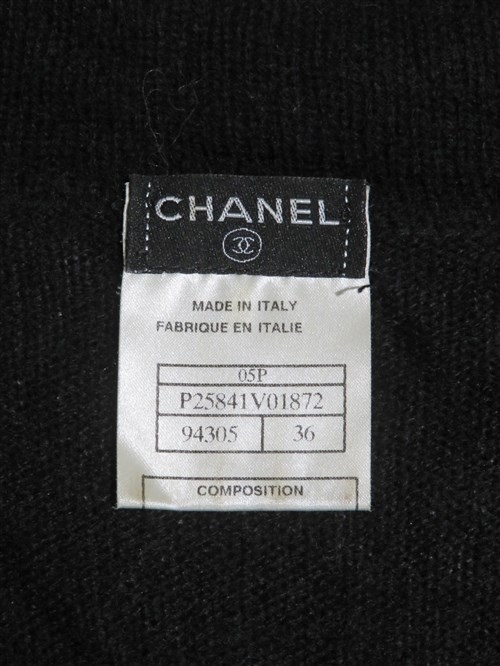 CHANEL
MADE IN ITALY
FABRIQUE EN ITALIE
05P
P25841V01872
94305 36
COMPOSITION